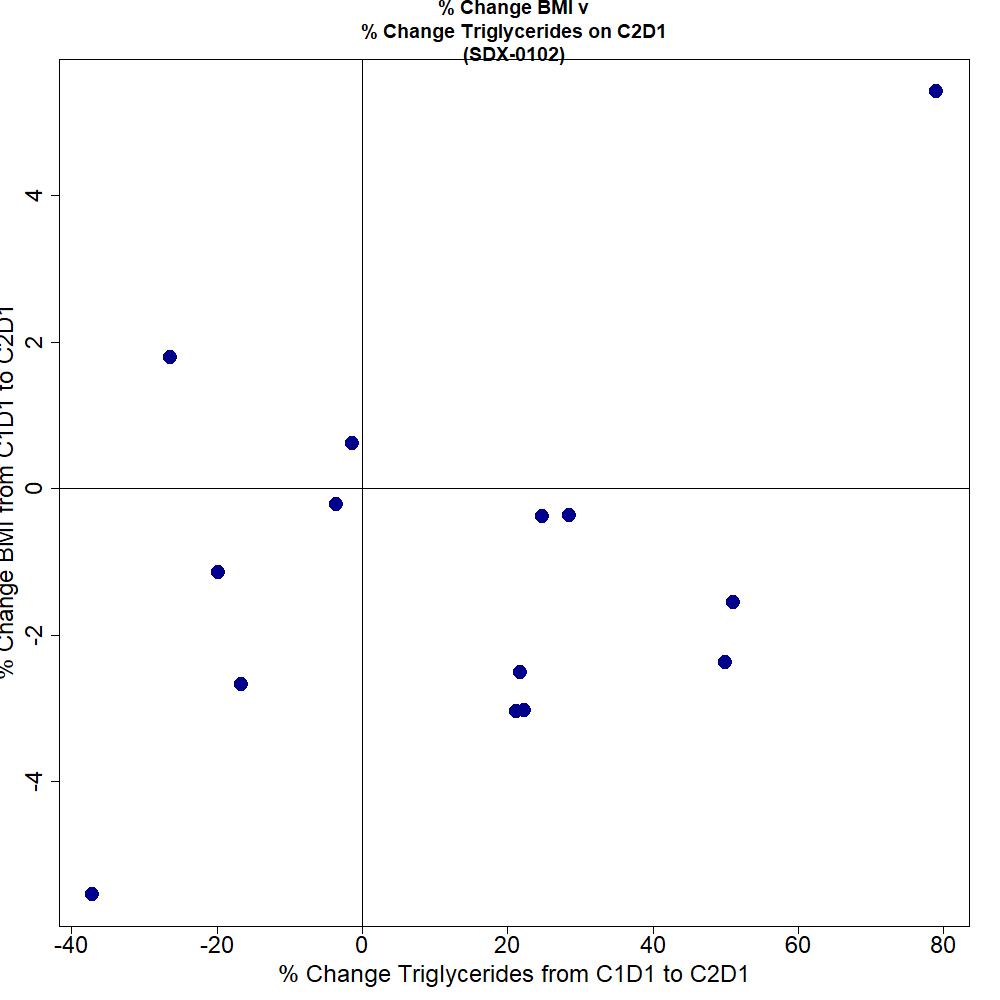 % Change BMI v
% Change Triglycerides on C2D1
(SDX-0102)
% Change BMI from C1D1 to C2D1
4
2
0
-2
-4
-40 -20 0 20 40 60 80
% Change Triglycerides from C1D1 to C2D1